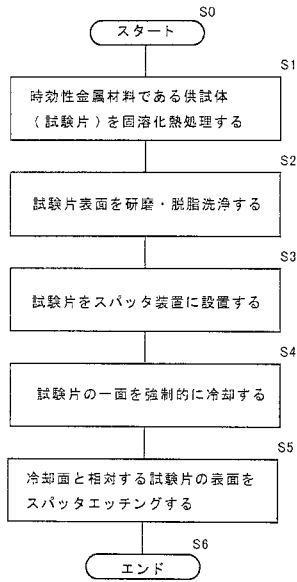 S0
スタート
S1
時効性金属材料である供試体
(試験片)を固溶化熱処理する
S2
試験片表面を研磨・脱脂洗浄する
S3
試験片をスパッタ装置に設置する
S4
試験片の一面を強制的に冷却する
S5
冷却面と相対する試験片の表面を
スパッタエッチングする
S6
エンド